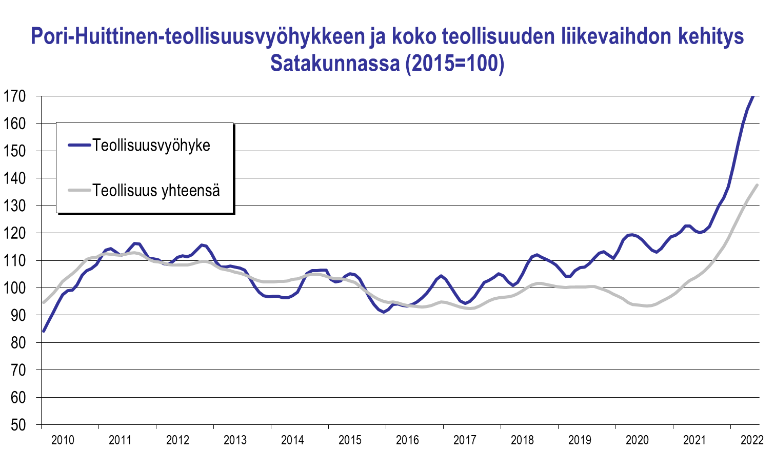 Pori-Huittinen-teollisuusvyöhykkeen ja koko teollisuuden liikevaihdon kehitys
Satakunnassa (2015=100)
170
160
150
140
130
120
110
100
90
80
70
60
50
Teollisuusvyöhyke
Teollisuus yhteensä
2010 2011 2012 2013 2014 2015 2016 2017 2018 2019 2020 2021 2022